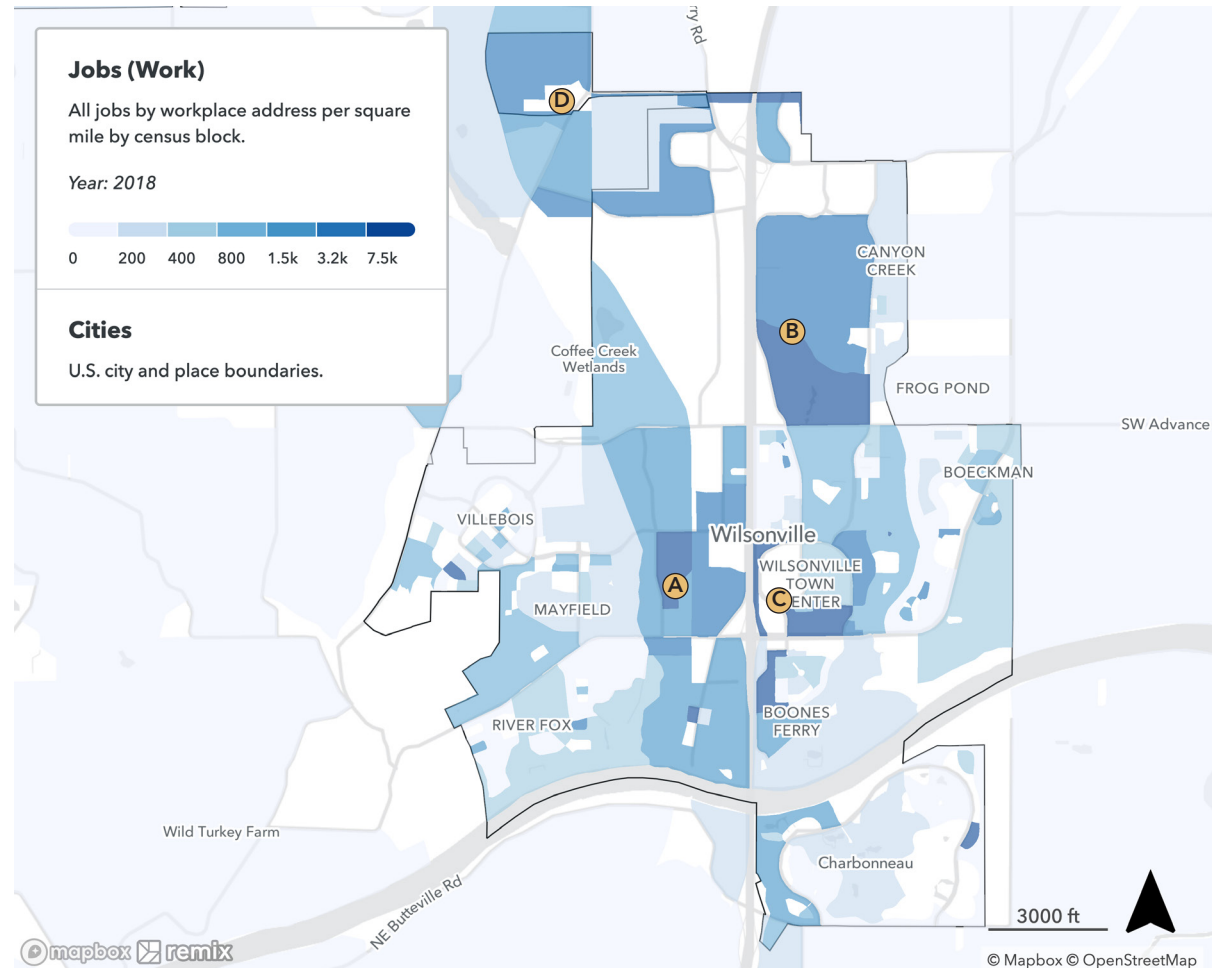 Jobs (Work)
All jobs by workplace address per square
mile by census block.
Year: 2018
0 200 400 800 1.5k 3.2k 7.5k
Cities
U.S. city and place boundaries.
ry Rd
D
CANYON
CREEK
B
Coffee Creek
Wetlands
FROG POND
SW Advance
BOECKMAN
VILLEBOIS
Wilsonville
WILSONVILLE
TOWN
CENTER
A
C
MAYFIELD
RIVER FOX
BOONES
FERRY
Wild Turkey Farm
Charbonneau
NE Butteville Rd
3000 ft
mapbox remix
© Mapbox © OpenStreetMap